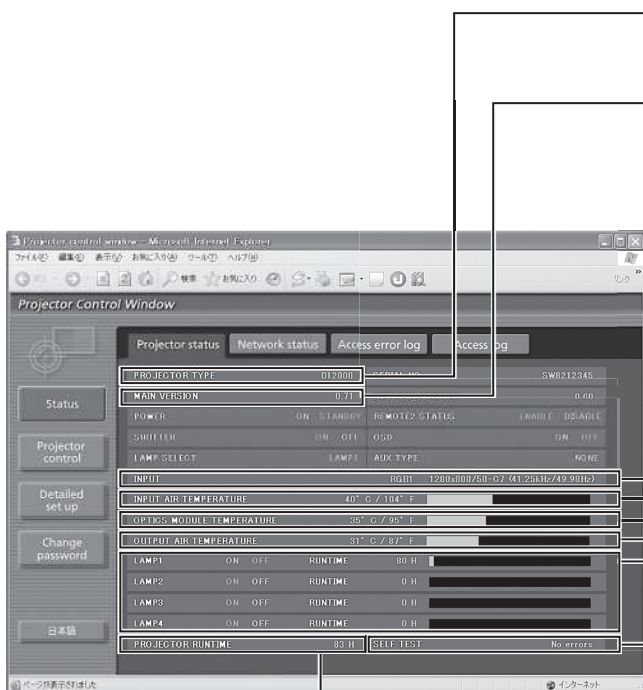 Projector control window - Microsoft Internet Explorer
ファイル(F) 編集(E) 表示(V) お気に入り(A) ツール(T) ヘルプ(H)
検索 お気に入り
リンク »
Projector Control Window
Projector status Network status Access error log Access log
PROJECTOR TYPE D12000 SERIAL NO SW8212345
MAIN VERSION 0.71 0.60
POWER ON STANDBY REMOTE2 STATUS ENABLE DISABLE
SHUTTER ON OFF OSD ON OFF
LAMP SELECT LAMP1 AUX TYPE NONE
INPUT RGB1 1280x800/50-C7 (41.25kHz/49.98Hz)
INPUT AIR TEMPERATURE 40° C / 104° F
OPTICS MODULE TEMPERATURE 35° C / 95° F
OUTPUT AIR TEMPERATURE 31° C / 87° F
LAMP1 ON OFF RUNTIME 80 H
LAMP2 ON OFF RUNTIME 0 H
LAMP3 ON OFF RUNTIME 0 H
LAMP4 ON OFF RUNTIME 0 H
PROJECTOR RUNTIME 83 H SELF TEST No errors
Status
Projector control
Detailed set up
Change password
日本語
ページが表示されました
インターネット